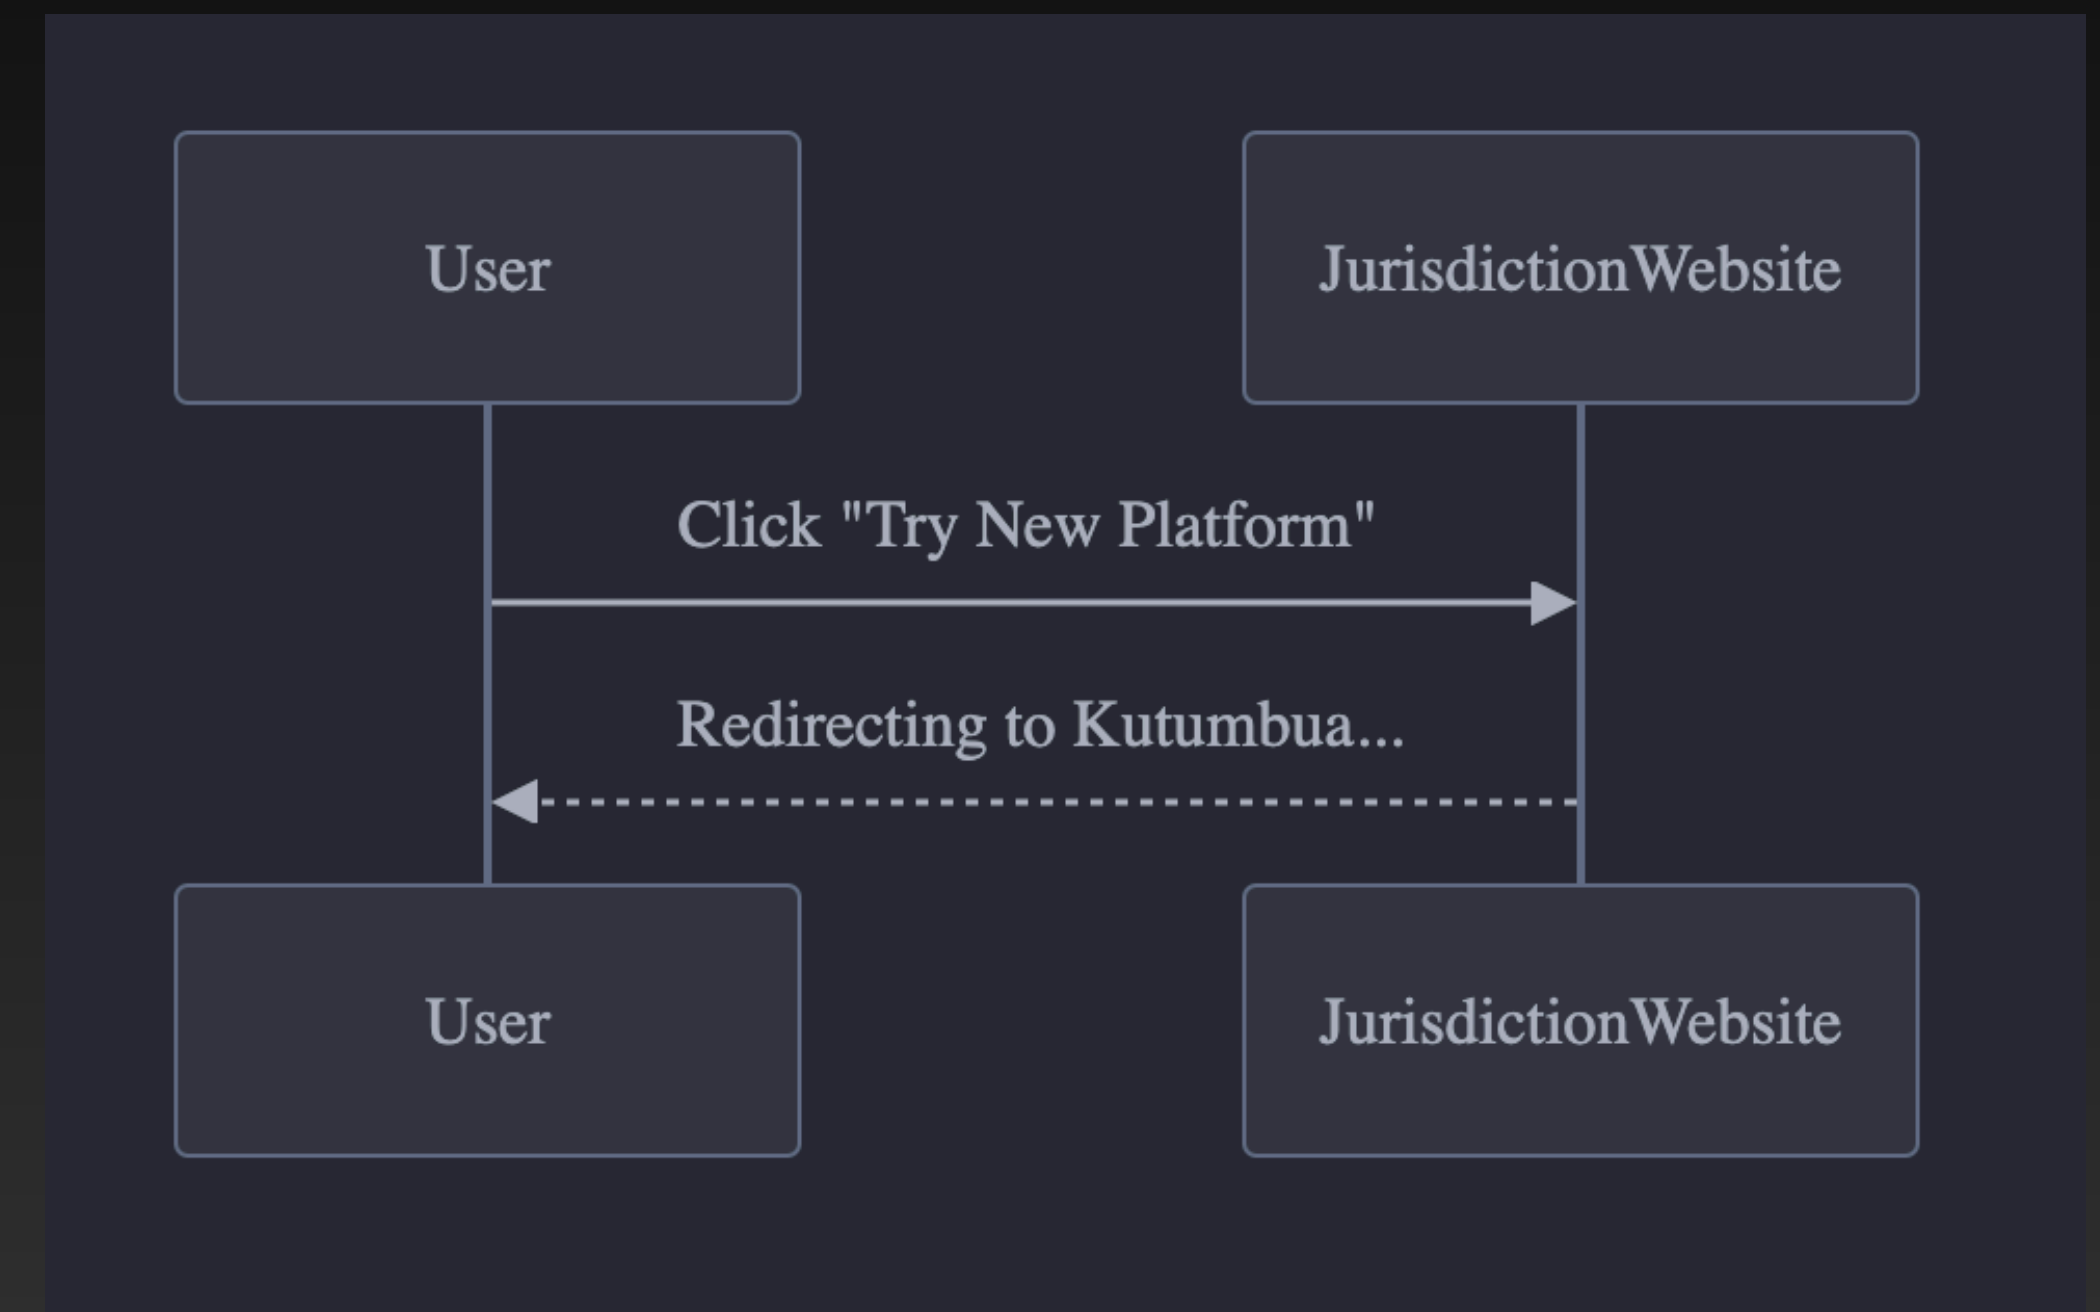 User
JurisdictionWebsite
Click "Try New Platform"
Redirecting to Kutumbua...
User
JurisdictionWebsite